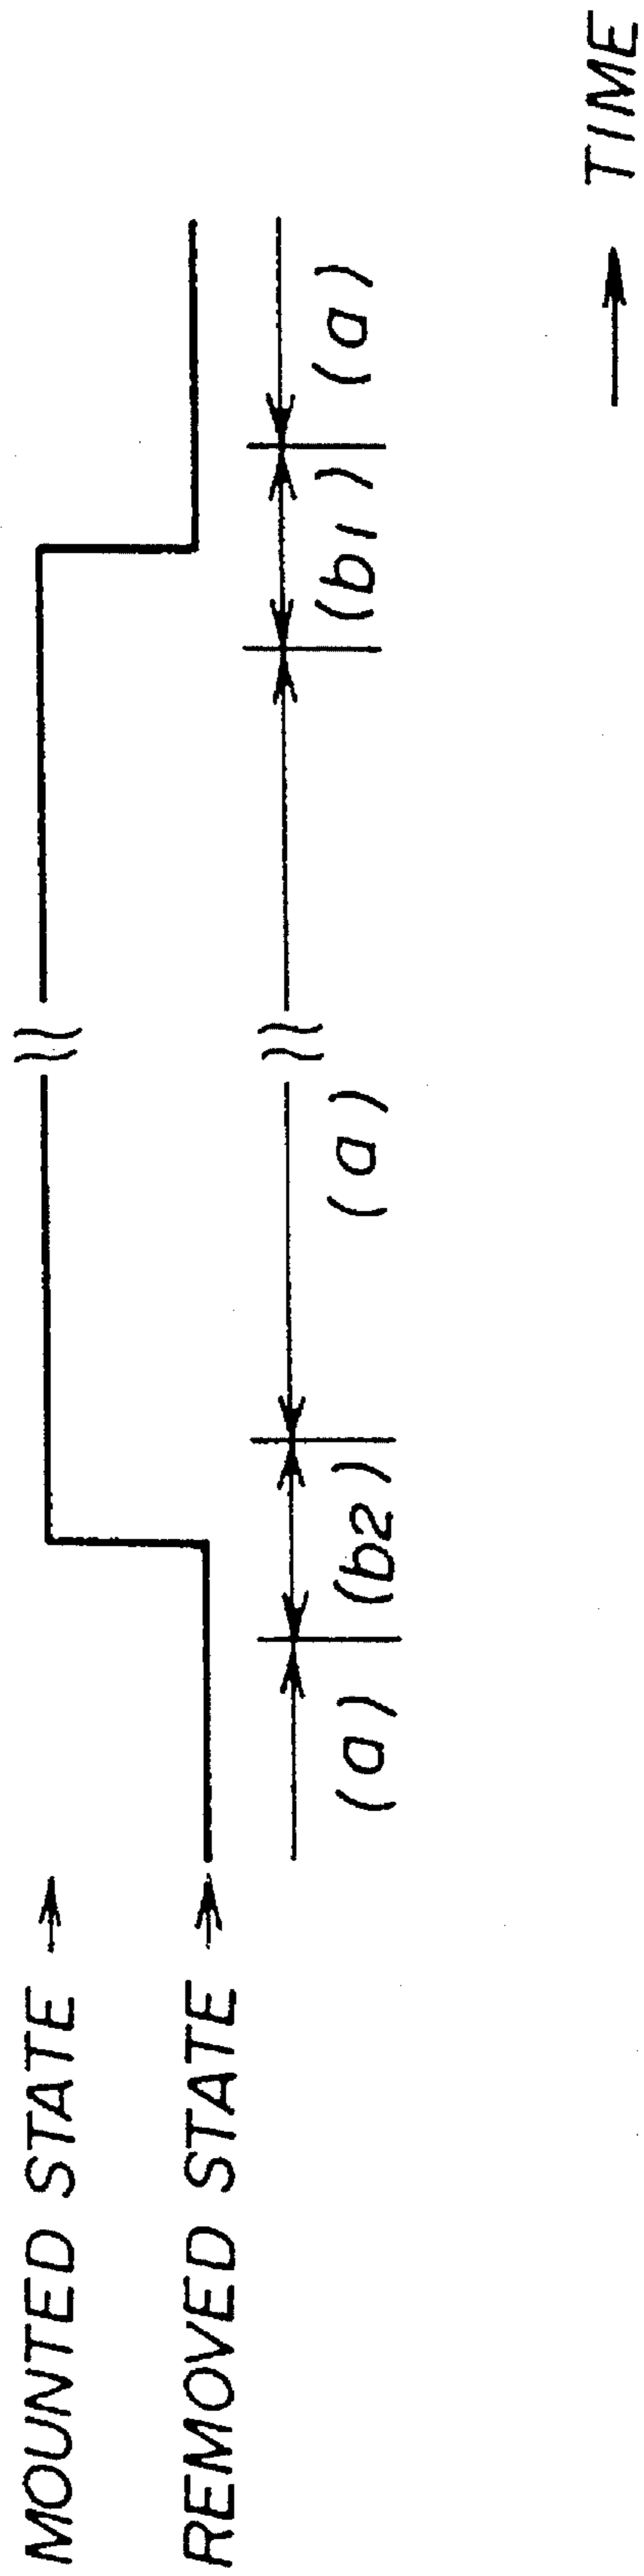 MOUNTED STATE →
REMOVED STATE →
(a) (b2) (a) (b1) (a)
→ TIME